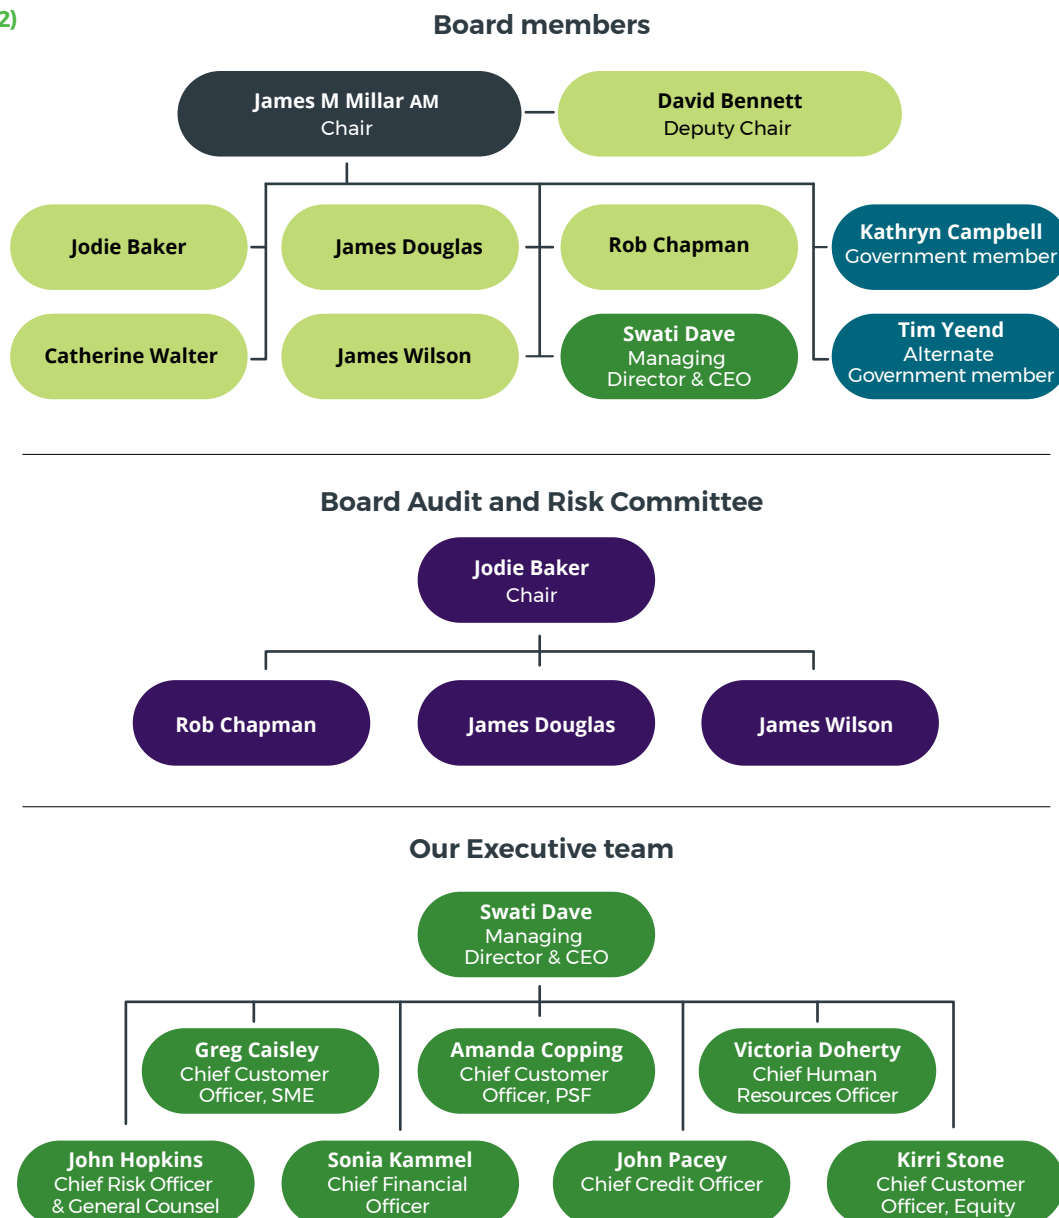 2)
Board members
James M Millar AM
Chair
David Bennett
Deputy Chair
Jodie Baker
James Douglas
Rob Chapman
Kathryn Campbell
Government member
Catherine Walter
James Wilson
Swati Dave
Managing
Director & CEO
Tim Yeend
Alternate
Government member
Board Audit and Risk Committee
Jodie Baker
Chair
Rob Chapman
James Douglas
James Wilson
Our Executive team
Swati Dave
Managing
Director & CEO
Greg Caisley
Chief Customer
Officer, SME
Amanda Copping
Chief Customer
Officer, PSF
Victoria Doherty
Chief Human
Resources Officer
John Hopkins
Chief Risk Officer
& General Counsel
Sonia Kammel
Chief Financial
Officer
John Pacey
Chief Credit Officer
Kirri Stone
Chief Customer
Officer, Equity